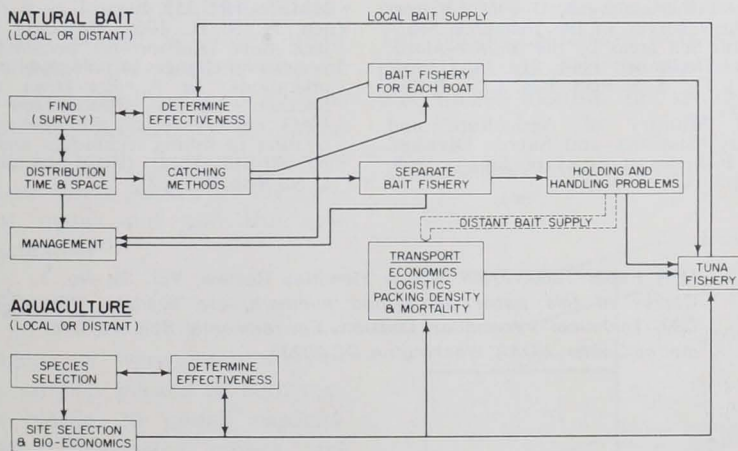 NATURAL BAIT
(LOCAL OR DISTANT)
LOCAL BAIT SUPPLY
FIND
(SURVEY)
DETERMINE
EFFECTIVENESS
BAIT FISHERY
FOR EACH BOAT
DISTRIBUTION
TIME & SPACE
CATCHING
METHODS
SEPARATE
BAIT FISHERY
HOLDING AND
HANDLING PROBLEMS
DISTANT BAIT SUPPLY
MANAGEMENT
TRANSPORT
ECONOMICS
LOGISTICS
PACKING DENSITY
& MORTALITY
TUNA
FISHERY
AQUACULTURE
(LOCAL OR DISTANT)
SPECIES
SELECTION
DETERMINE
EFFECTIVENESS
SITE SELECTION
& BIO-ECONOMICS